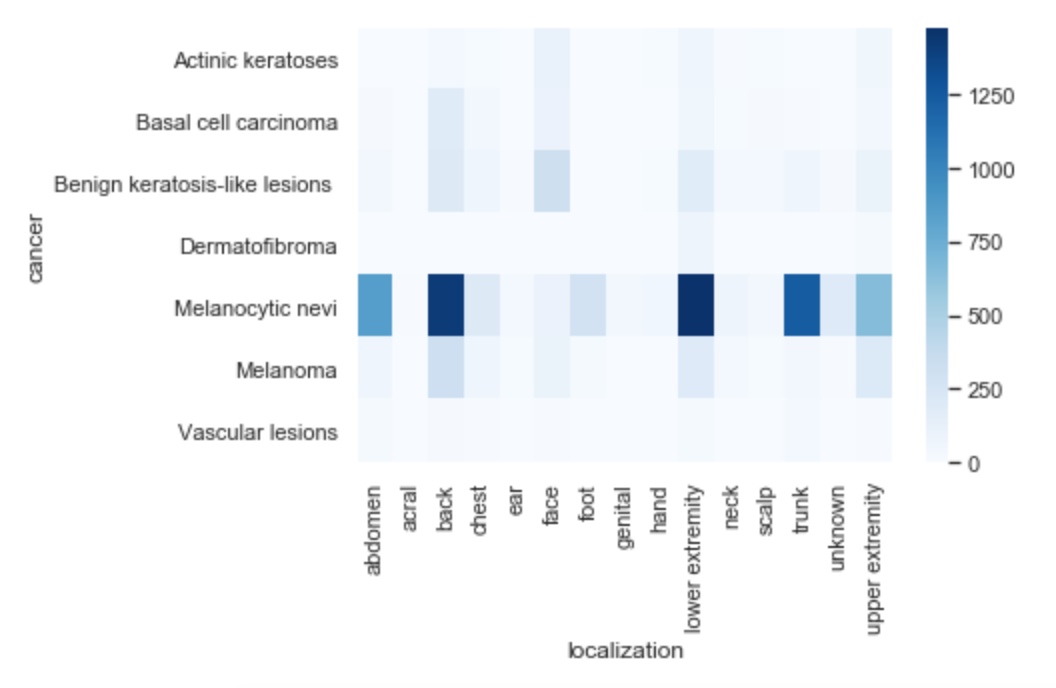 Actinic keratoses
Basal cell carcinoma
Benign keratosis-like lesions
Dermatofibroma
Melanocytic nevi
Melanoma
Vascular lesions
cancer
1250
1000
750
500
250
0
abdomen
acral
back
chest
ear
face
foot
genital
hand
lower extremity
neck
scalp
trunk
unknown
upper extremity
localization